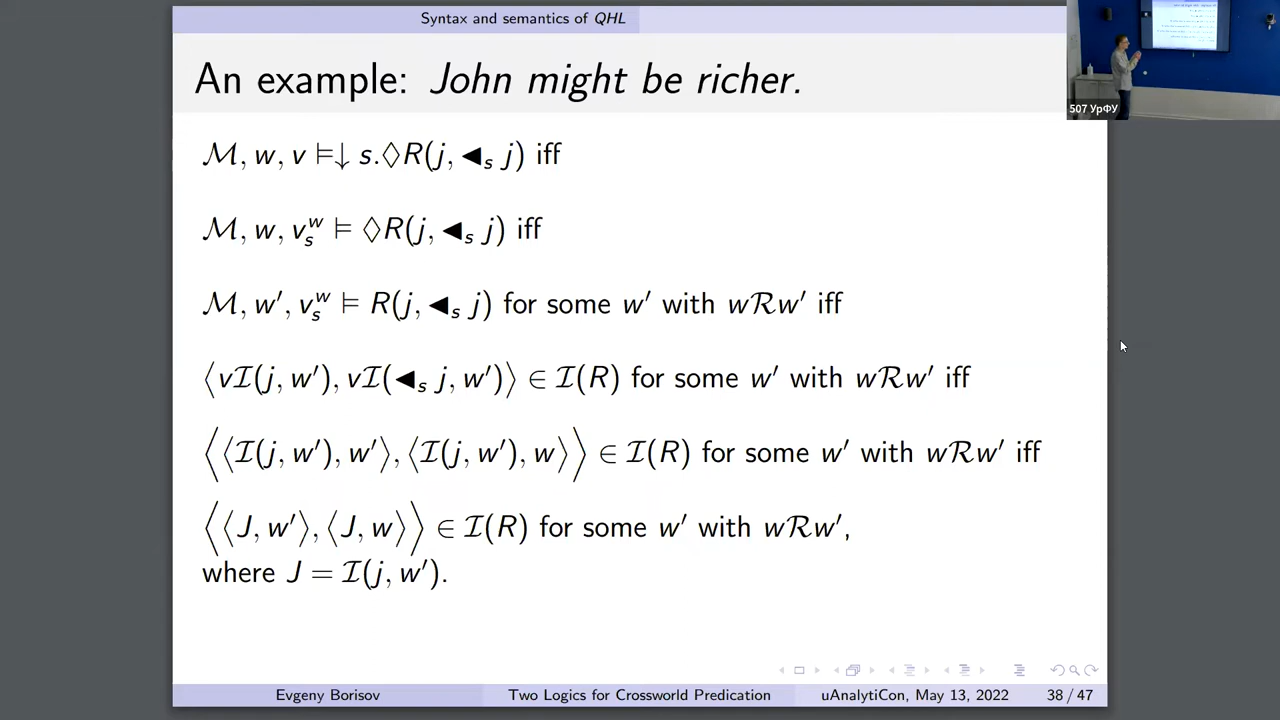 Syntax and semantics of QHL
An example: John might be richer.
ℳ, w, v ⊨↓ s.◊R(j, ◄ₛ j) iff
ℳ, w, vₛʷ ⊨ ◊R(j, ◄ₛ j) iff
ℳ, w′, vₛʷ ⊨ R(j, ◄ₛ j) for some w′ with wℛw′ iff
⟨vℐ(j, w′), vℐ(◄ₛ j, w′)⟩ ∈ ℐ(R) for some w′ with wℛw′ iff
⟨⟨ℐ(j, w′), w′⟩, ⟨ℐ(j, w′), w⟩⟩ ∈ ℐ(R) for some w′ with wℛw′ iff
⟨⟨J, w′⟩, ⟨J, w⟩⟩ ∈ ℐ(R) for some w′ with wℛw′,
where J = ℐ(j, w′).
Evgeny Borisov Two Logics for Crossworld Predication uAnalytiCon, May 13, 2022 38 / 47
507 УрФУ